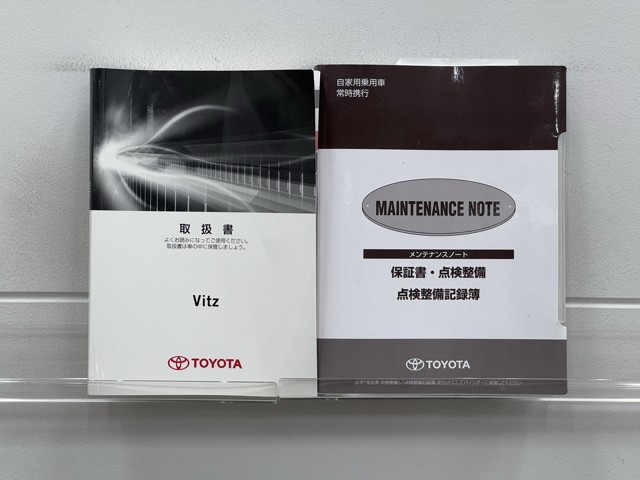 取扱書
よくお読みになってご使用ください。
取扱書は車の中に保管しましょう。
Vitz
TOYOTA
自家用乗用車
常時携行
MAINTENANCE NOTE
メンテナンスノート
保証書・点検整備
点検整備記録簿
TOYOTA